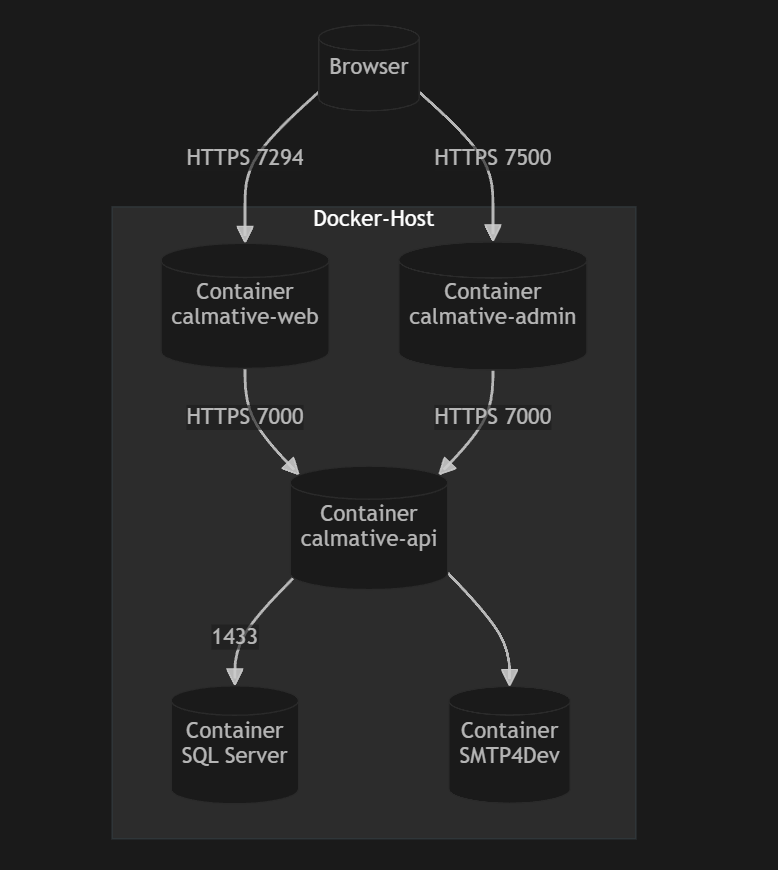 Browser
HTTPS 7294
HTTPS 7500
Docker-Host
Container
calmative-web
Container
calmative-admin
HTTPS 7000
HTTPS 7000
Container
calmative-api
1433
Container
SQL Server
Container
SMTP4Dev